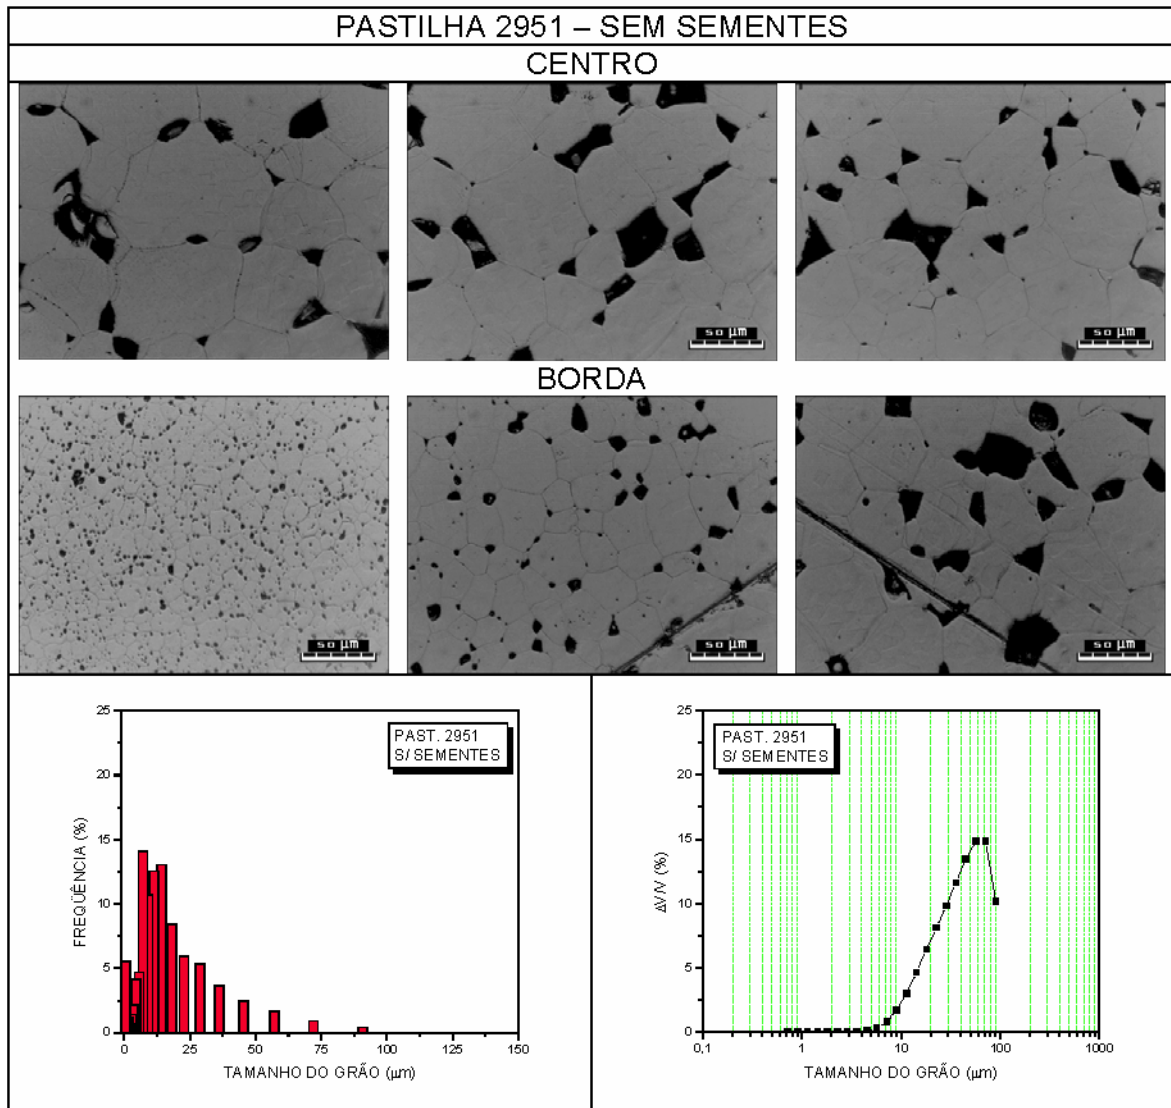 PASTILHA 2951 – SEM SEMENTES
CENTRO
50 µm
50 µm
BORDA
50 µm
50 µm
50 µm
25
20
15
10
5
0
FREQÜÊNCIA (%)
PAST. 2951
S/ SEMENTES
0 25 50 75 100 125 150
TAMANHO DO GRÃO (µm)
25
20
15
10
5
0
ΔV/V (%)
PAST. 2951
S/ SEMENTES
0,1 1 10 100 1000
TAMANHO DO GRÃO (µm)